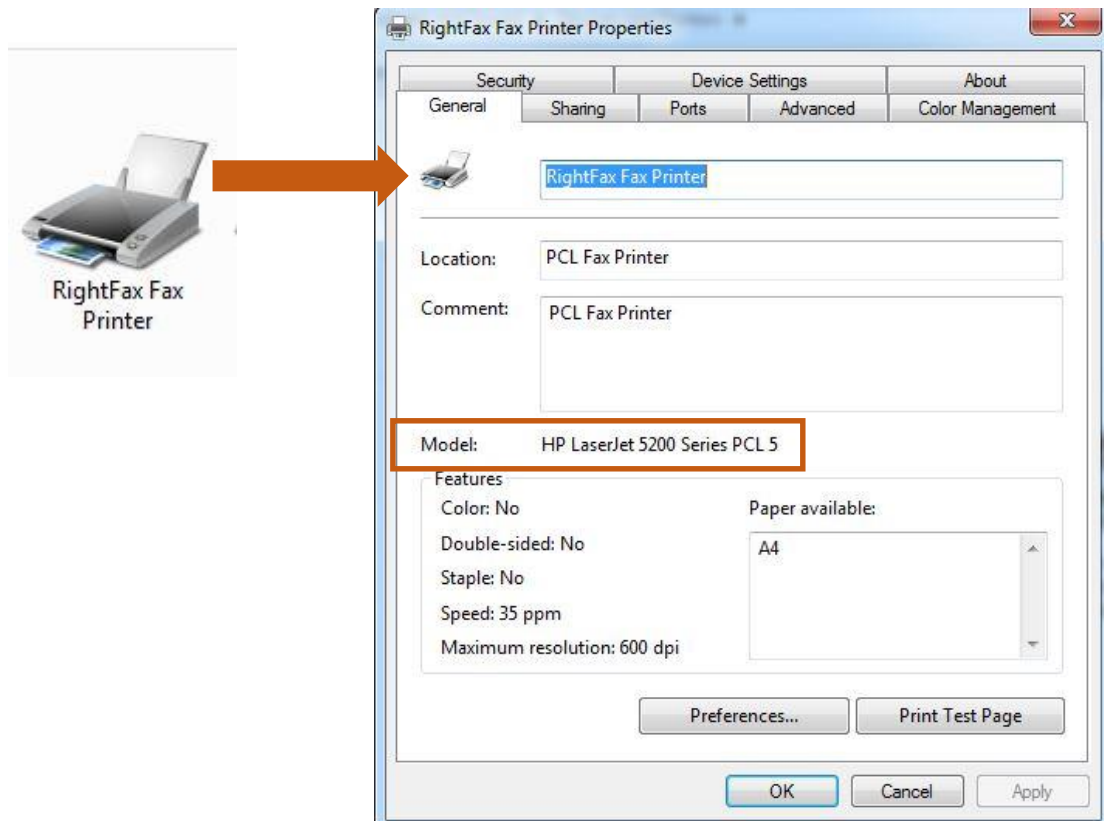 RightFax Fax
Printer
RightFax Fax Printer Properties
Security Device Settings About
General Sharing Ports Advanced Color Management
RightFax Fax Printer
Location: PCL Fax Printer
Comment: PCL Fax Printer
Model: HP LaserJet 5200 Series PCL 5
Features
Color: No Paper available:
Double-sided: No A4
Staple: No
Speed: 35 ppm
Maximum resolution: 600 dpi
Preferences... Print Test Page
OK Cancel Apply